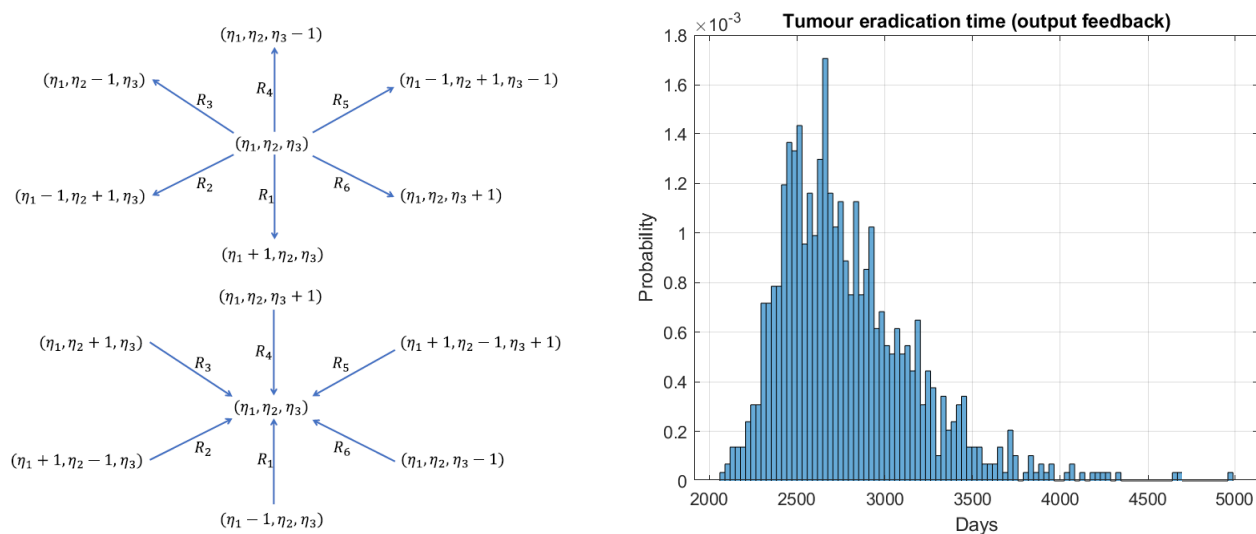 (η₁, η₂, η₃ − 1)
(η₁, η₂ − 1, η₃)
(η₁ − 1, η₂ + 1, η₃ − 1)
R₄
R₃
R₅
(η₁, η₂, η₃)
R₂
R₁
R₆
(η₁ − 1, η₂ + 1, η₃)
(η₁, η₂, η₃ + 1)
(η₁ + 1, η₂, η₃)
(η₁, η₂, η₃ + 1)
(η₁, η₂ + 1, η₃)
(η₁ + 1, η₂ − 1, η₃ + 1)
R₄
R₃
R₅
(η₁, η₂, η₃)
R₂
R₁
R₆
(η₁ + 1, η₂ − 1, η₃)
(η₁, η₂, η₃ − 1)
(η₁ − 1, η₂, η₃)
Tumour eradication time (output feedback)
×10⁻³
1.8
1.6
1.4
1.2
1
0.8
0.6
0.4
0.2
0
Probability
2000 2500 3000 3500 4000 4500 5000
Days